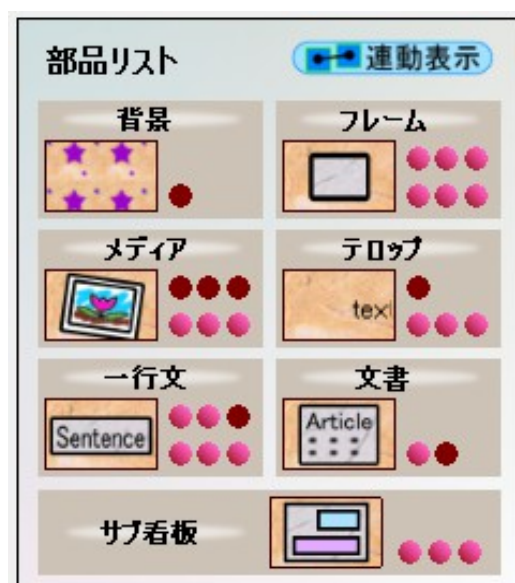 部品リスト
連動表示
背景
フレーム
メディア
テロップ
text
一行文
Sentence
文書
Article
サブ看板